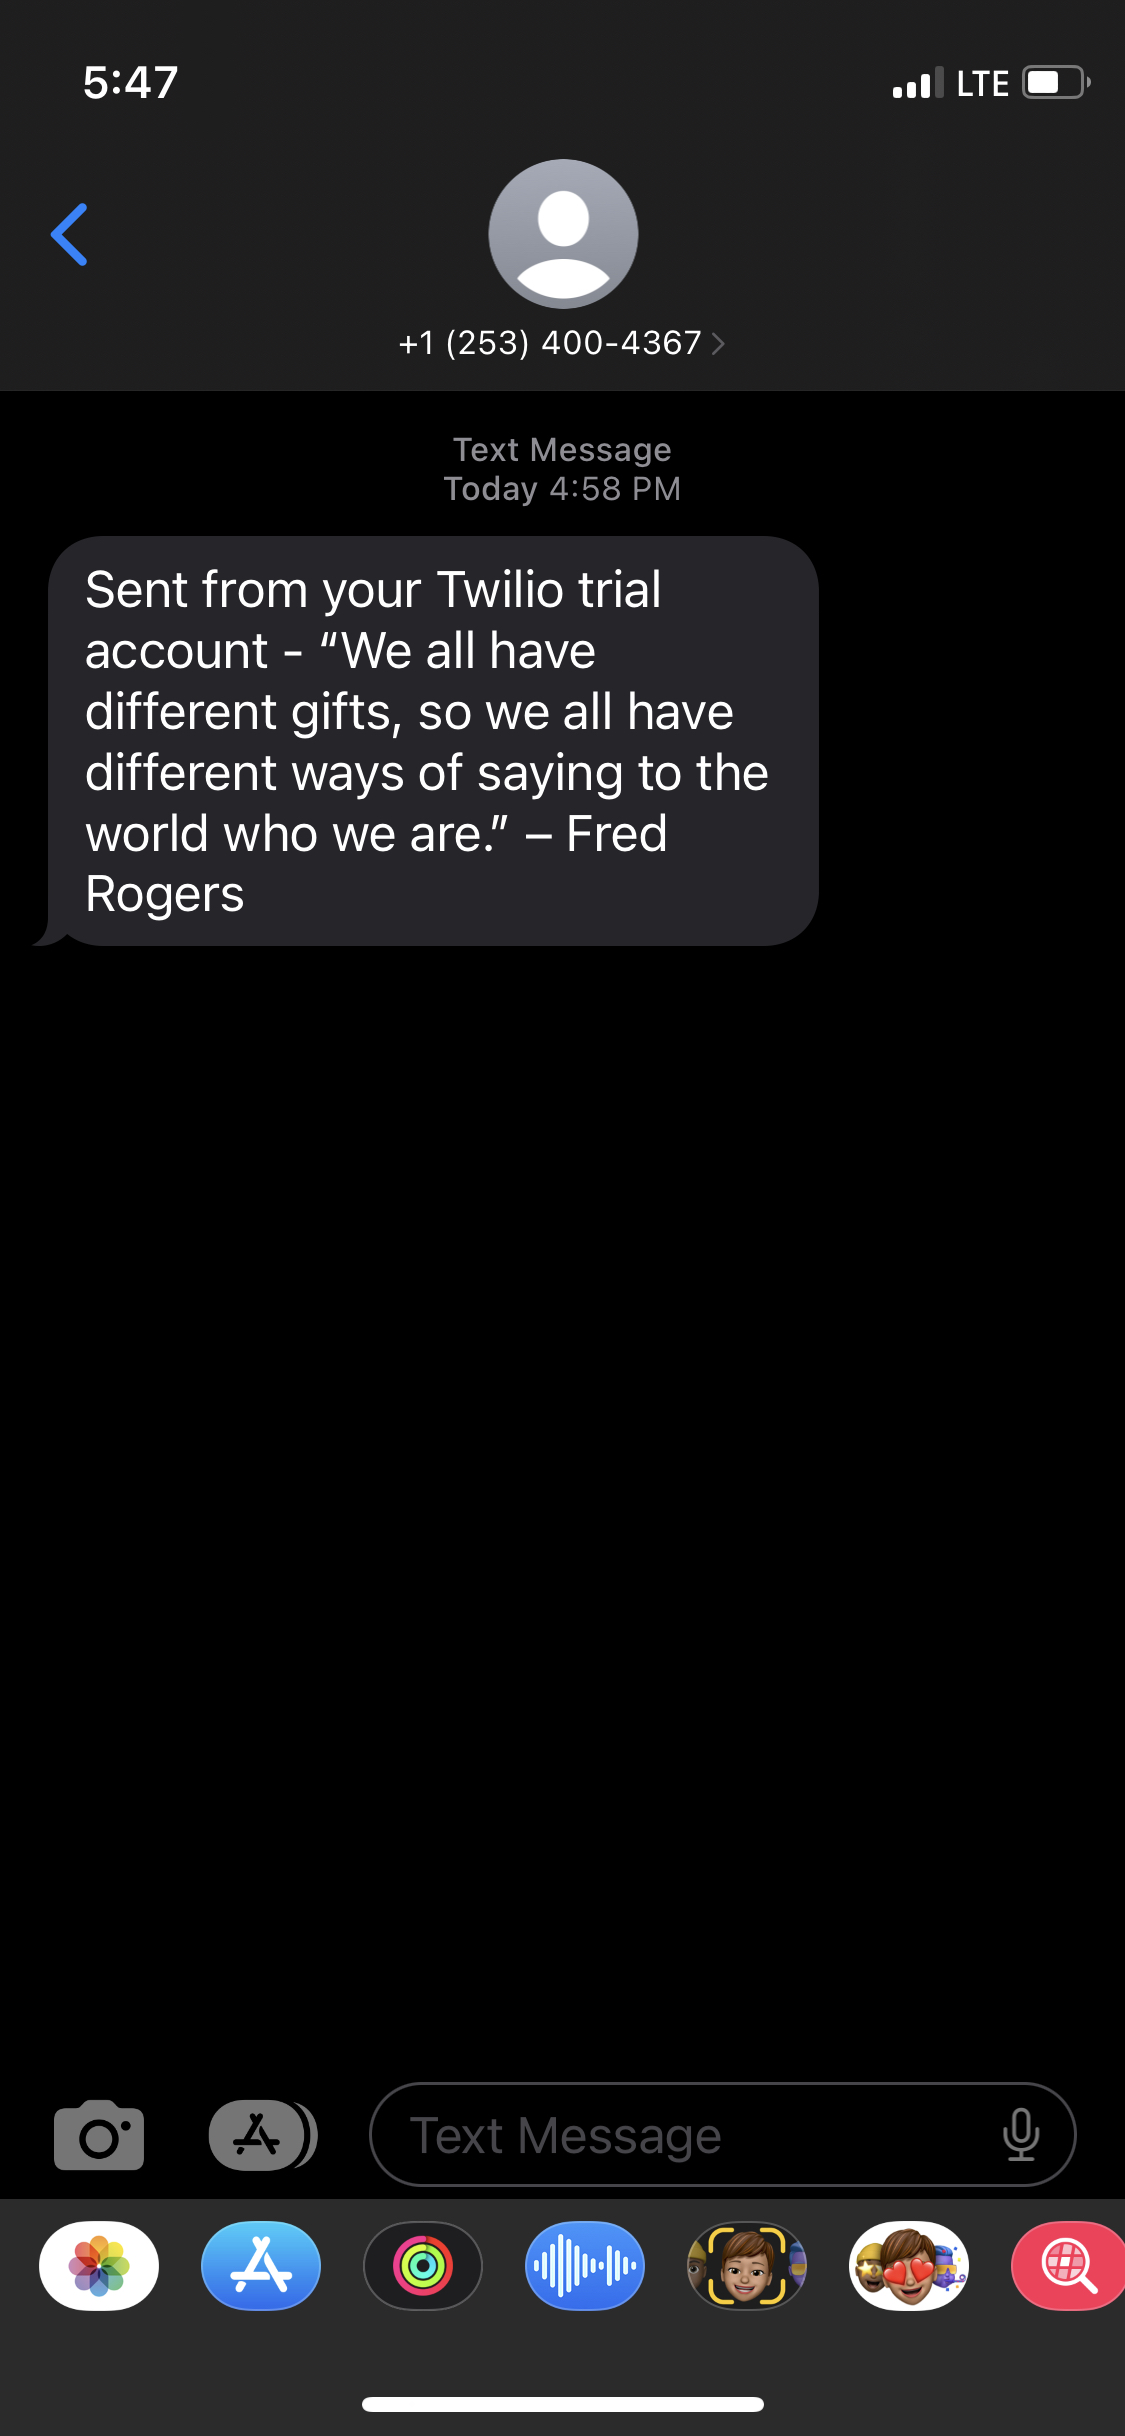 5:47
LTE
+1 (253) 400-4367
Text Message
Today 4:58 PM
Sent from your Twilio trial
account - “We all have
different gifts, so we all have
different ways of saying to the
world who we are.” – Fred
Rogers
Text Message